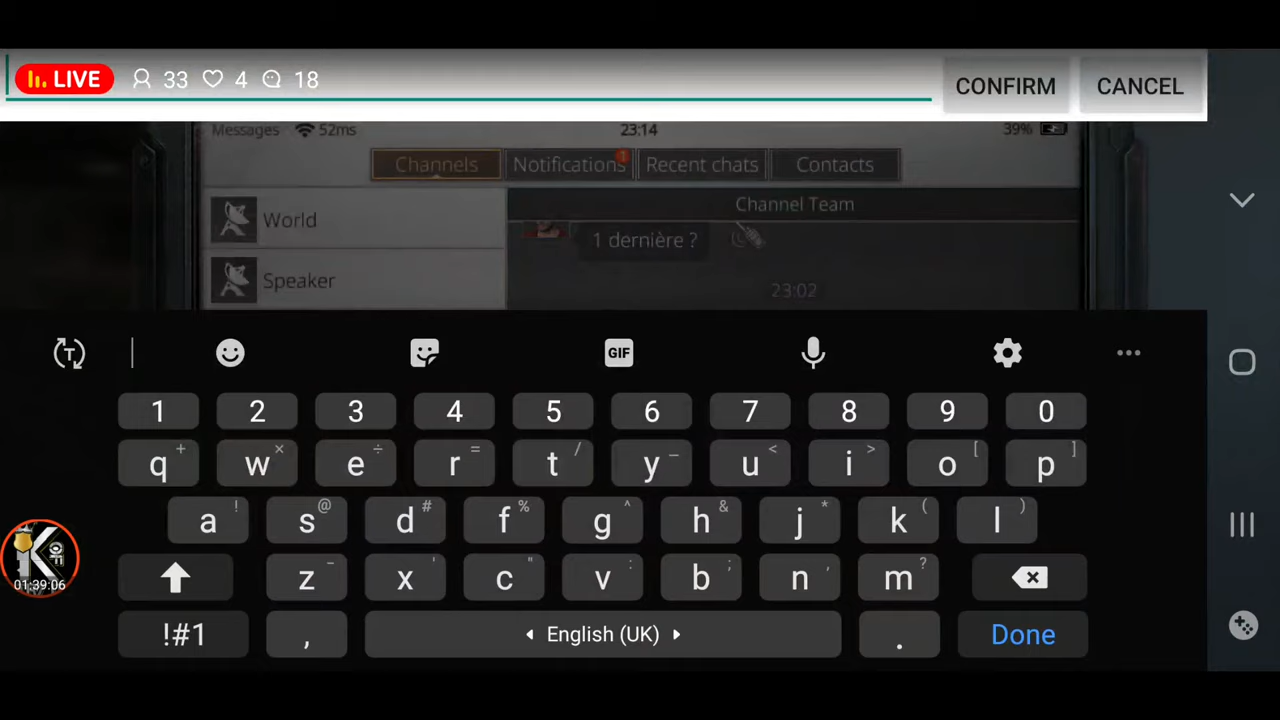 LIVE 33 4 18 CONFIRM CANCEL
Messages 52ms 23:14 39%
Channels Notifications 1 Recent chats Contacts
World
Speaker
Channel Team
1 dernière ?
23:02
T GIF
1 2 3 4 5 6 7 8 9 0
q + w × e ÷ r = t / y _ u < i > o [ p ]
a ! s @ d # f % g ^ h & j * k ( l )
z - x ' c " v : b ; n , m ?
!#1 , English (UK) . Done
K OF
01:39:06